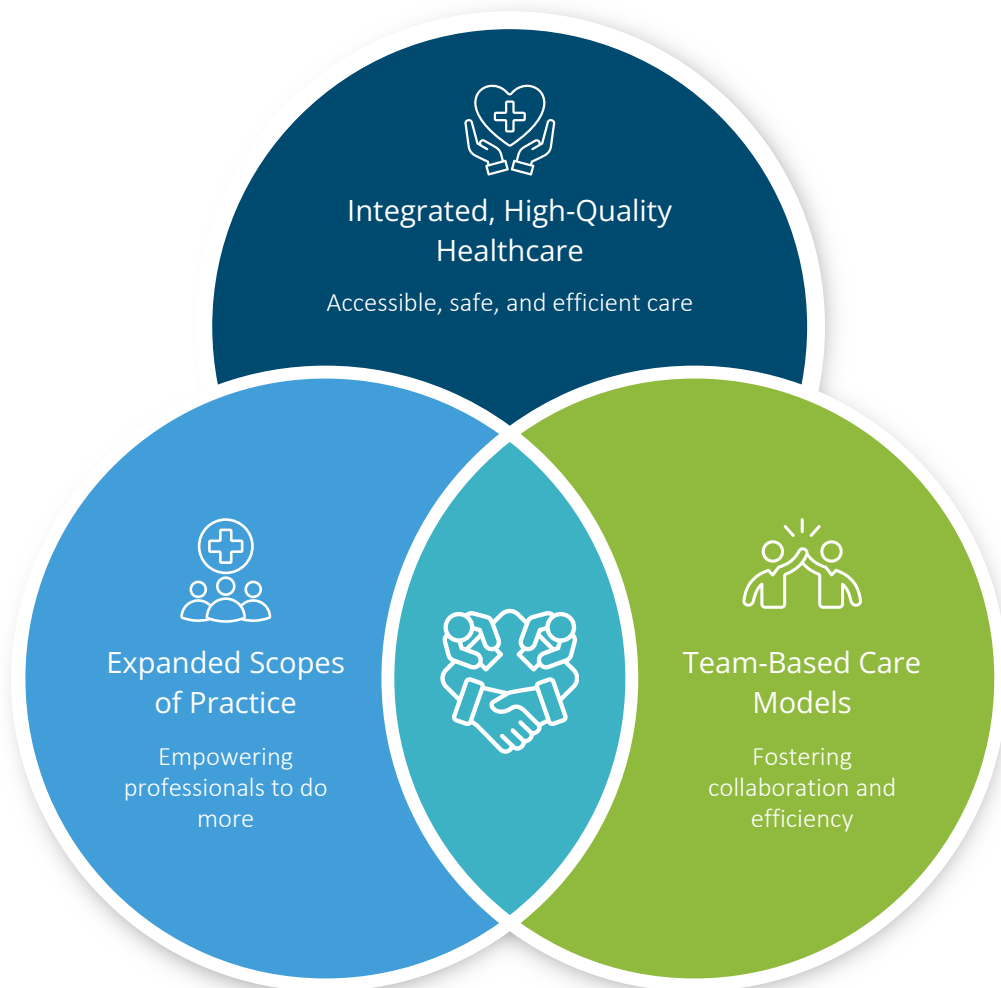 Integrated, High-Quality
Healthcare
Accessible, safe, and efficient care
Expanded Scopes
of Practice
Empowering
professionals to do
more
Team-Based Care
Models
Fostering
collaboration and
efficiency